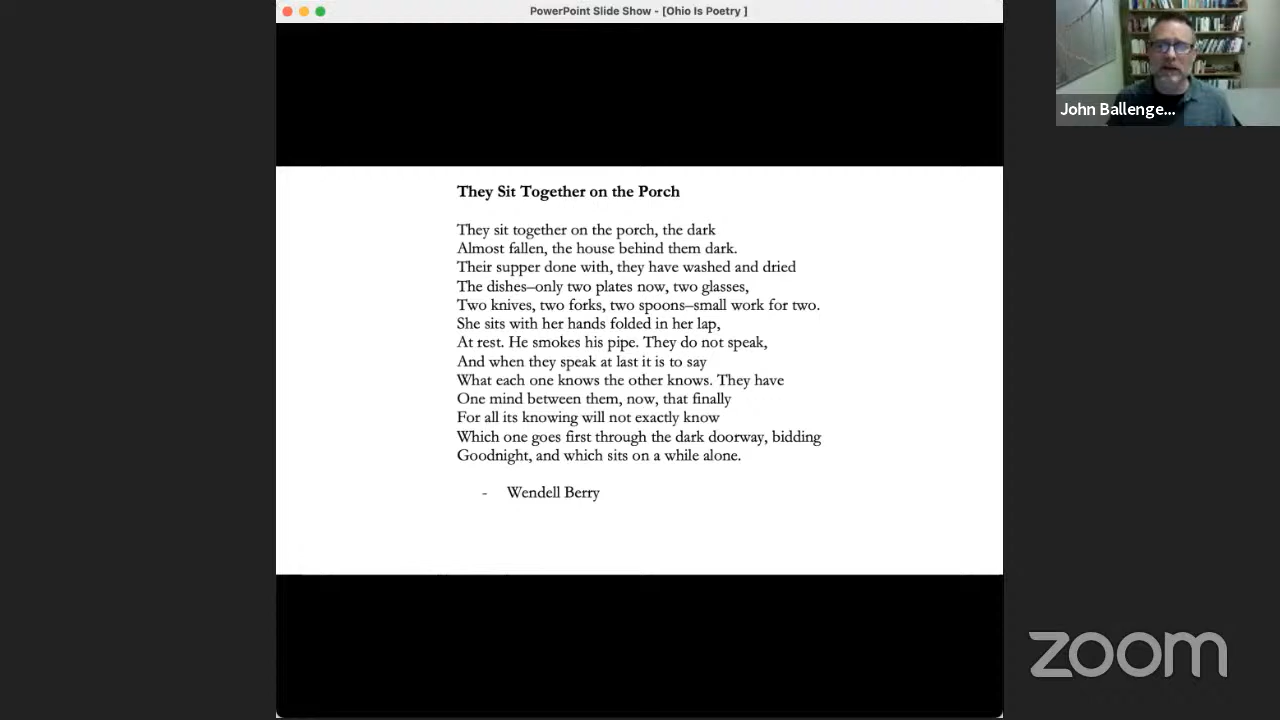 PowerPoint Slide Show - [Ohio Is Poetry ]
John Ballenge...
They Sit Together on the Porch
They sit together on the porch, the dark
Almost fallen, the house behind them dark.
Their supper done with, they have washed and dried
The dishes–only two plates now, two glasses,
Two knives, two forks, two spoons–small work for two.
She sits with her hands folded in her lap,
At rest. He smokes his pipe. They do not speak,
And when they speak at last it is to say
What each one knows the other knows. They have
One mind between them, now, that finally
For all its knowing will not exactly know
Which one goes first through the dark doorway, bidding
Goodnight, and which sits on a while alone.
- Wendell Berry
zoom